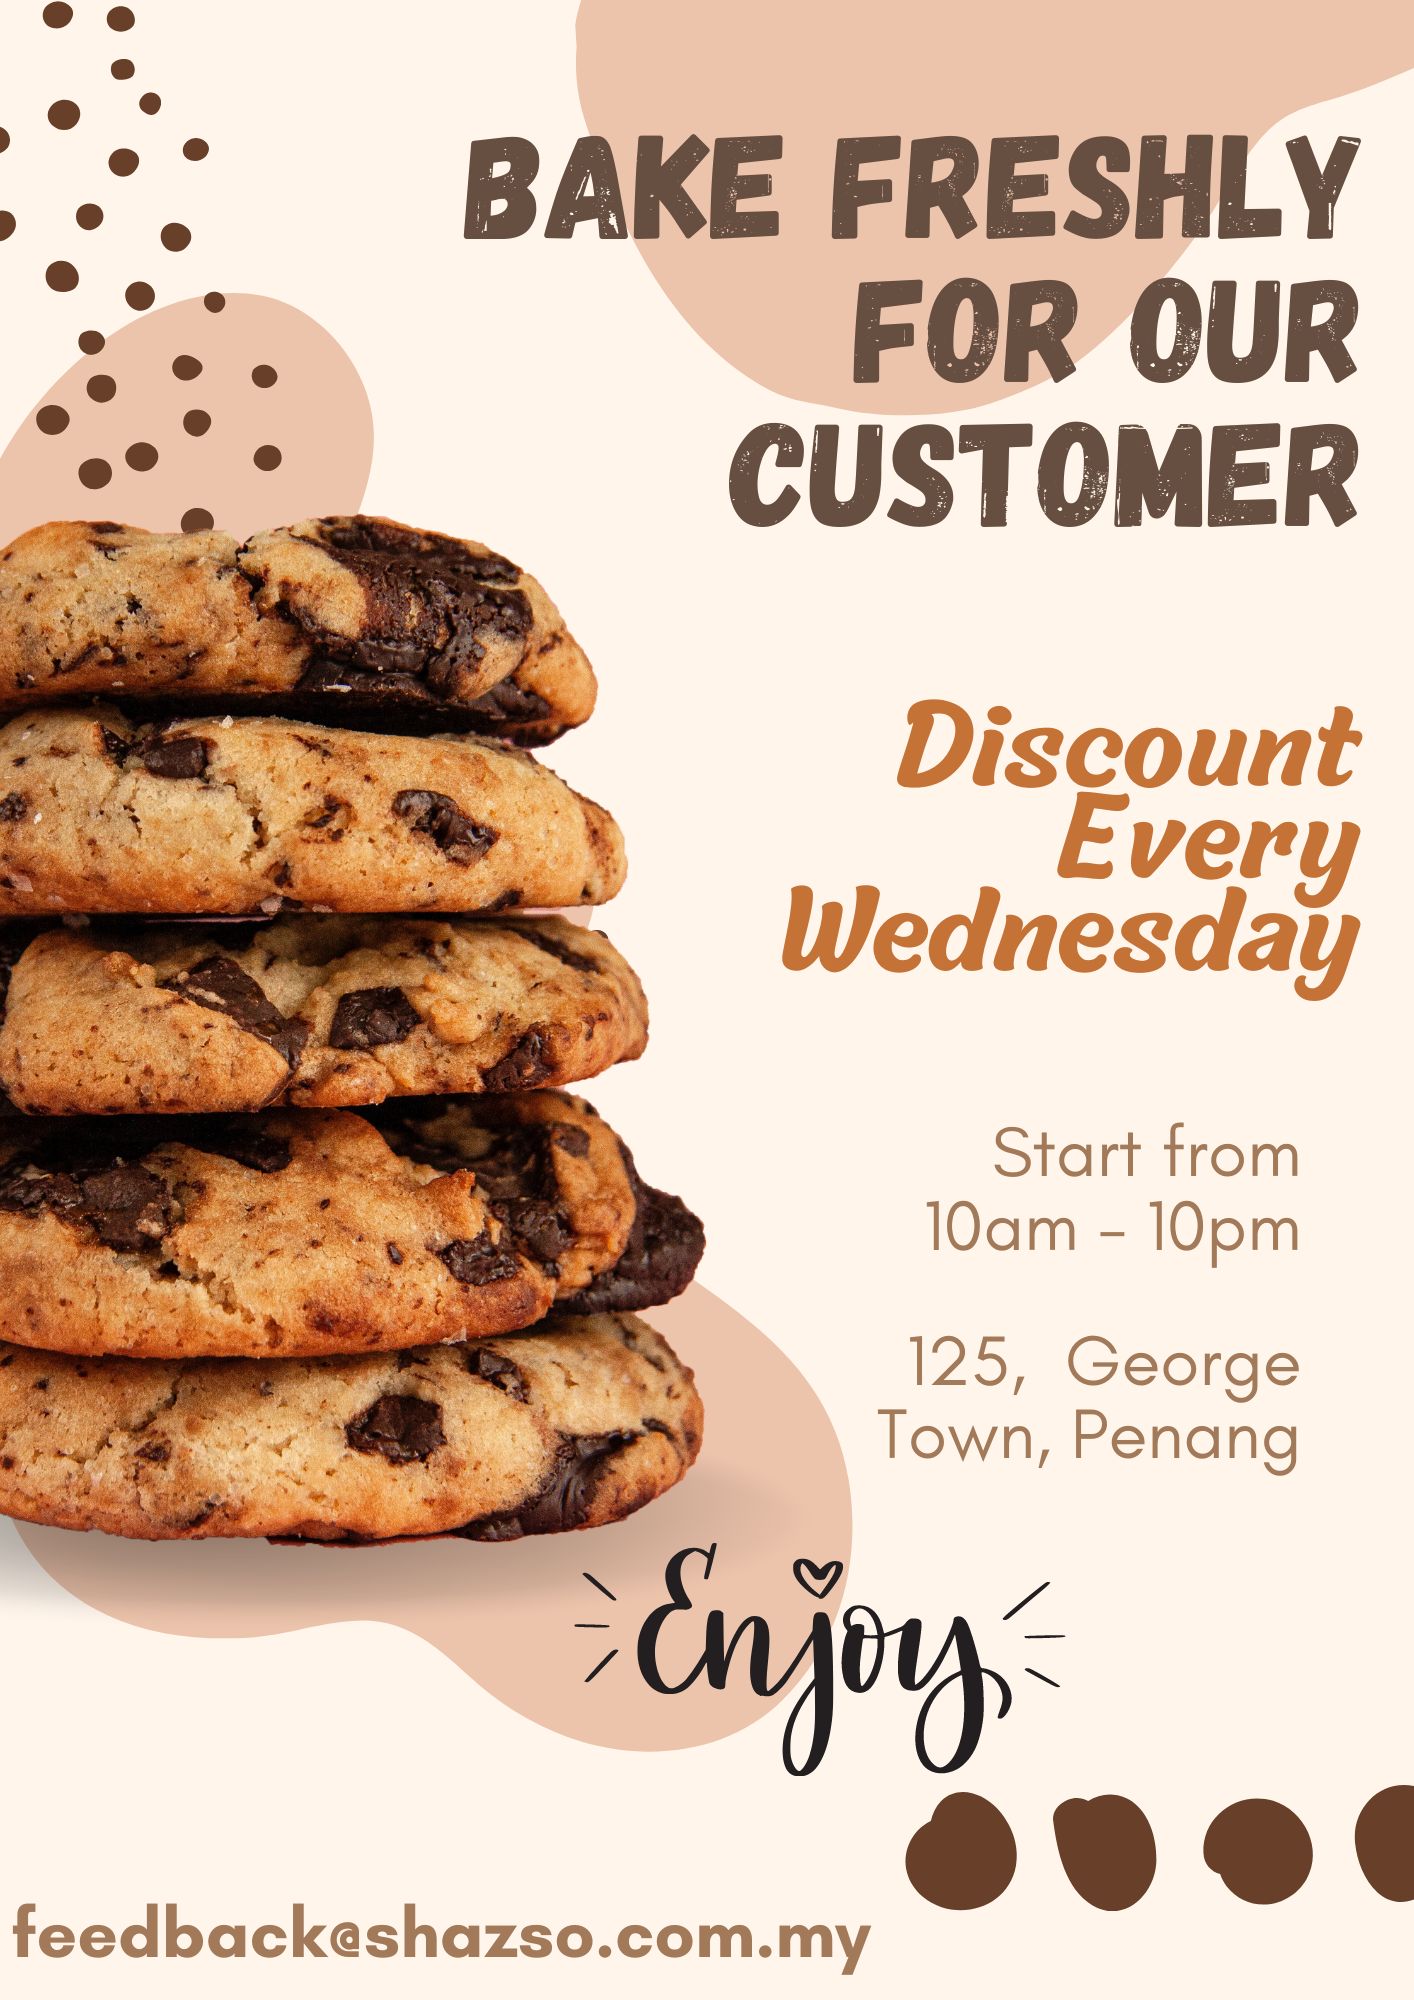 BAKE FRESHLY
FOR OUR
CUSTOMER
Discount
Every
Wednesday
Start from
10am - 10pm
125, George
Town, Penang
Enjoy
feedback@shazso.com.my